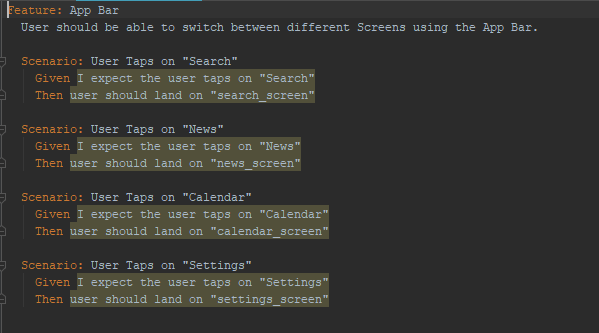 Feature: App Bar
User should be able to switch between different Screens using the App Bar.
Scenario: User Taps on "Search"
Given I expect the user taps on "Search"
Then user should land on "search_screen"
Scenario: User Taps on "News"
Given I expect the user taps on "News"
Then user should land on "news_screen"
Scenario: User Taps on "Calendar"
Given I expect the user taps on "Calendar"
Then user should land on "calendar_screen"
Scenario: User Taps on "Settings"
Given I expect the user taps on "Settings"
Then user should land on "settings_screen"